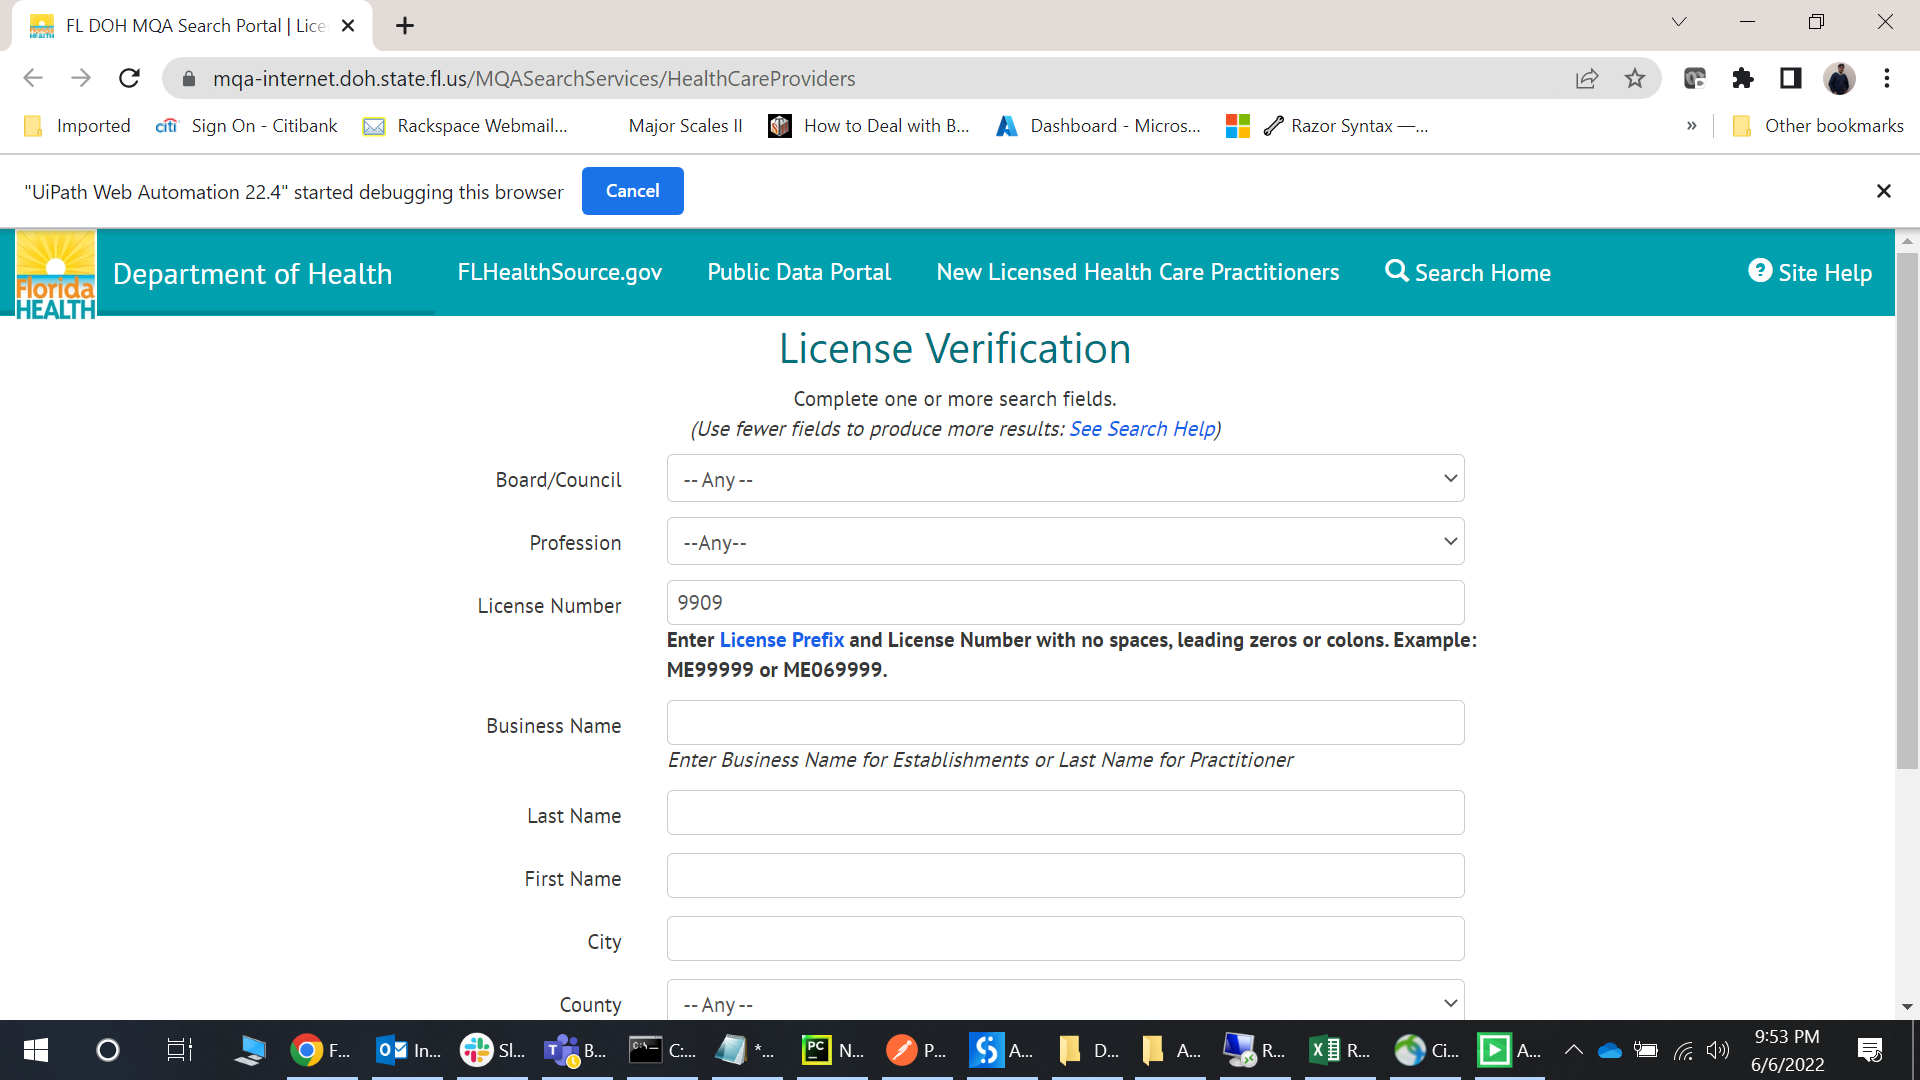 FL DOH MQA Search Portal | Lice
mqa-internet.doh.state.fl.us/MQASearchServices/HealthCareProviders
Imported
citi
Sign On - Citibank
Rackspace Webmail...
Major Scales II
How to Deal with B...
Dashboard - Micros...
Razor Syntax —...
»
Other bookmarks
"UiPath Web Automation 22.4" started debugging this browser
Cancel
Florida
HEALTH
Department of Health
FLHealthSource.gov
Public Data Portal
New Licensed Health Care Practitioners
Search Home
Site Help
License Verification
Complete one or more search fields.
(Use fewer fields to produce more results: See Search Help)
Board/Council
-- Any --
Profession
--Any--
License Number
9909
Enter License Prefix and License Number with no spaces, leading zeros or colons. Example:
ME99999 or ME069999.
Business Name
Enter Business Name for Establishments or Last Name for Practitioner
Last Name
First Name
City
County
-- Any --
F...
In...
Sl...
B...
C:...
*...
PC
N...
P...
A...
D...
A...
R...
R...
Ci...
A...
9:53 PM
6/6/2022